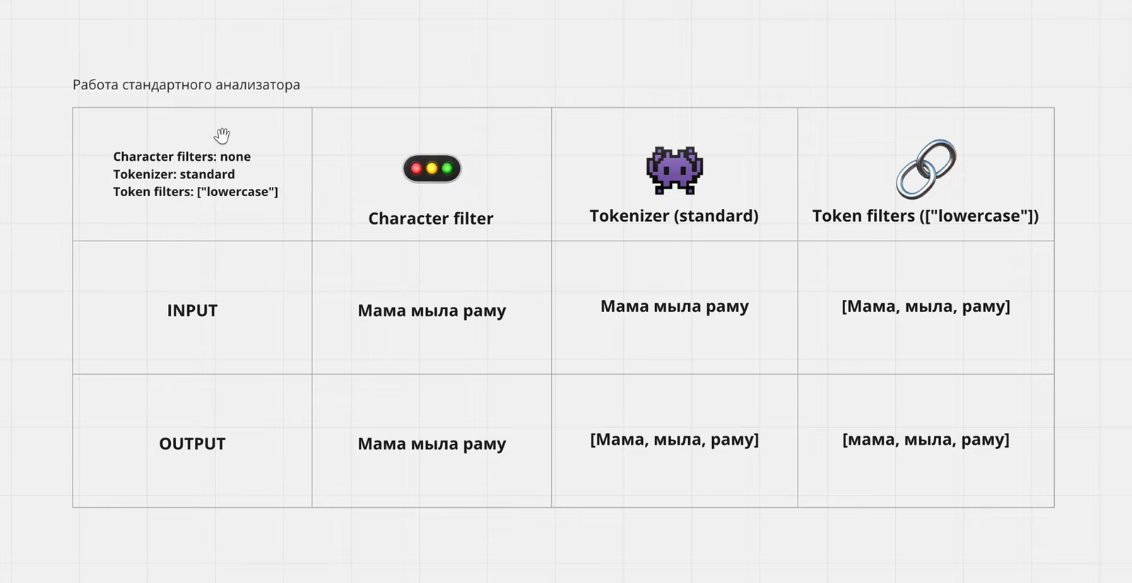 Работа стандартного анализатора
Character filters: none
Tokenizer: standard
Token filters: ["lowercase"]
Character filter
Tokenizer (standard)
Token filters (["lowercase"])
INPUT
Мама мыла раму
Мама мыла раму
[Мама, мыла, раму]
OUTPUT
Мама мыла раму
[Мама, мыла, раму]
[мама, мыла, раму]